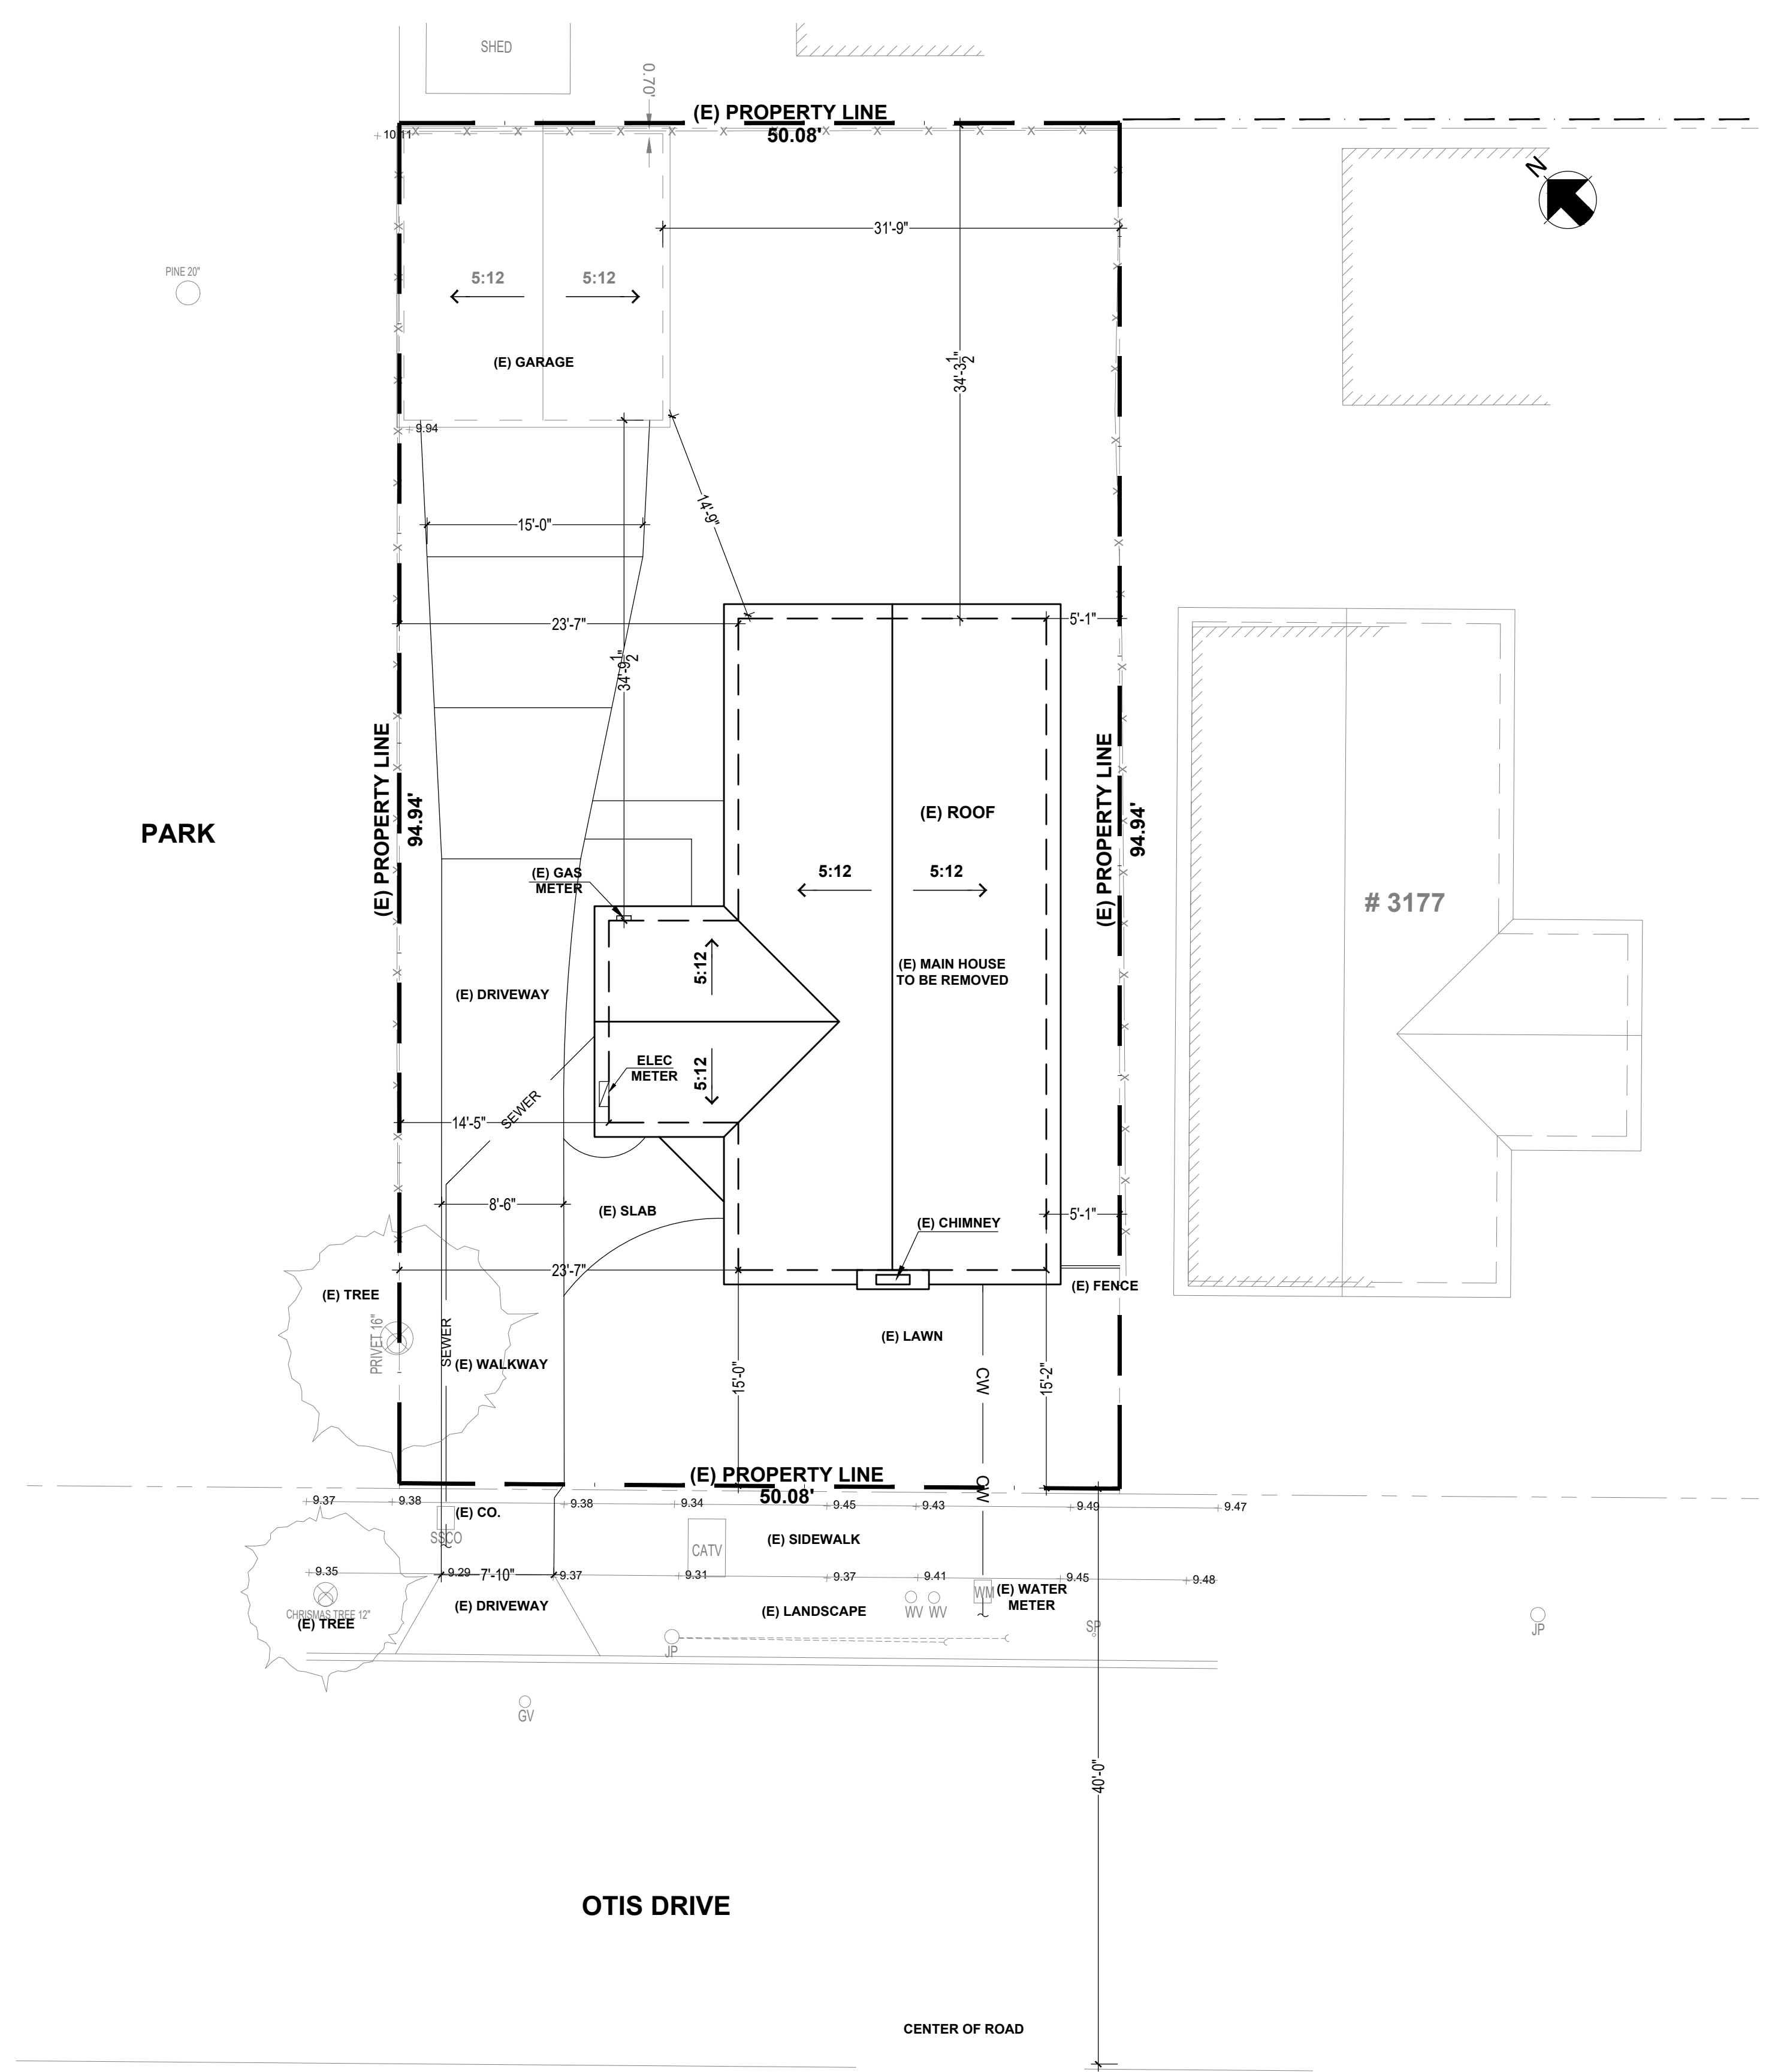 SHED
0.70'
(E) PROPERTY LINE
50.08'
10.11
N
31'-9"
PINE 20"
5:12
5:12
34'-3 1/2"
(E) GARAGE
9.94
14'-9"
15'-0"
23'-7"
5'-1"
34'-9 1/2"
(E) PROPERTY LINE
94.94'
(E) PROPERTY LINE
94.94'
PARK
(E) ROOF
(E) GAS
METER
5:12
5:12
# 3177
5:12
(E) MAIN HOUSE
TO BE REMOVED
(E) DRIVEWAY
ELEC
METER
5:12
SEWER
14'-5"
8'-6"
(E) SLAB
5'-1"
(E) CHIMNEY
23'-7"
(E) FENCE
(E) TREE
PRIVET 16"
SEWER
(E) WALKWAY
(E) LAWN
15'-0"
CW
15'-2"
(E) PROPERTY LINE
50.08'
CW
9.37
9.38
9.38
9.34
9.45
9.43
9.49
9.47
(E) CO.
SSCO
CATV
(E) SIDEWALK
9.35
9.29
7'-10"
9.37
9.31
9.37
9.41
9.45
9.48
WM
(E) WATER
METER
(E) DRIVEWAY
(E) LANDSCAPE
WV
WV
CHRISMAS TREE 12"
(E) TREE
SP
JP
JP
GV
40'-0"
OTIS DRIVE
CENTER OF ROAD